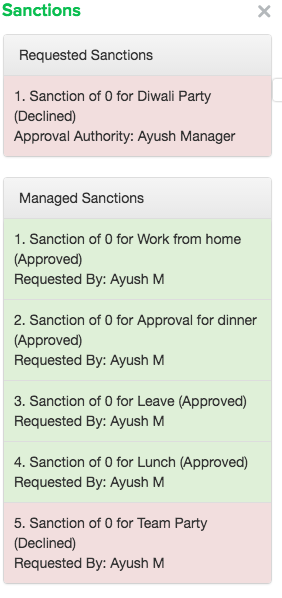 Sanctions
Requested Sanctions
1. Sanction of 0 for Diwali Party
(Declined)
Approval Authority: Ayush Manager
Managed Sanctions
1. Sanction of 0 for Work from home
(Approved)
Requested By: Ayush M
2. Sanction of 0 for Approval for dinner
(Approved)
Requested By: Ayush M
3. Sanction of 0 for Leave (Approved)
Requested By: Ayush M
4. Sanction of 0 for Lunch (Approved)
Requested By: Ayush M
5. Sanction of 0 for Team Party
(Declined)
Requested By: Ayush M